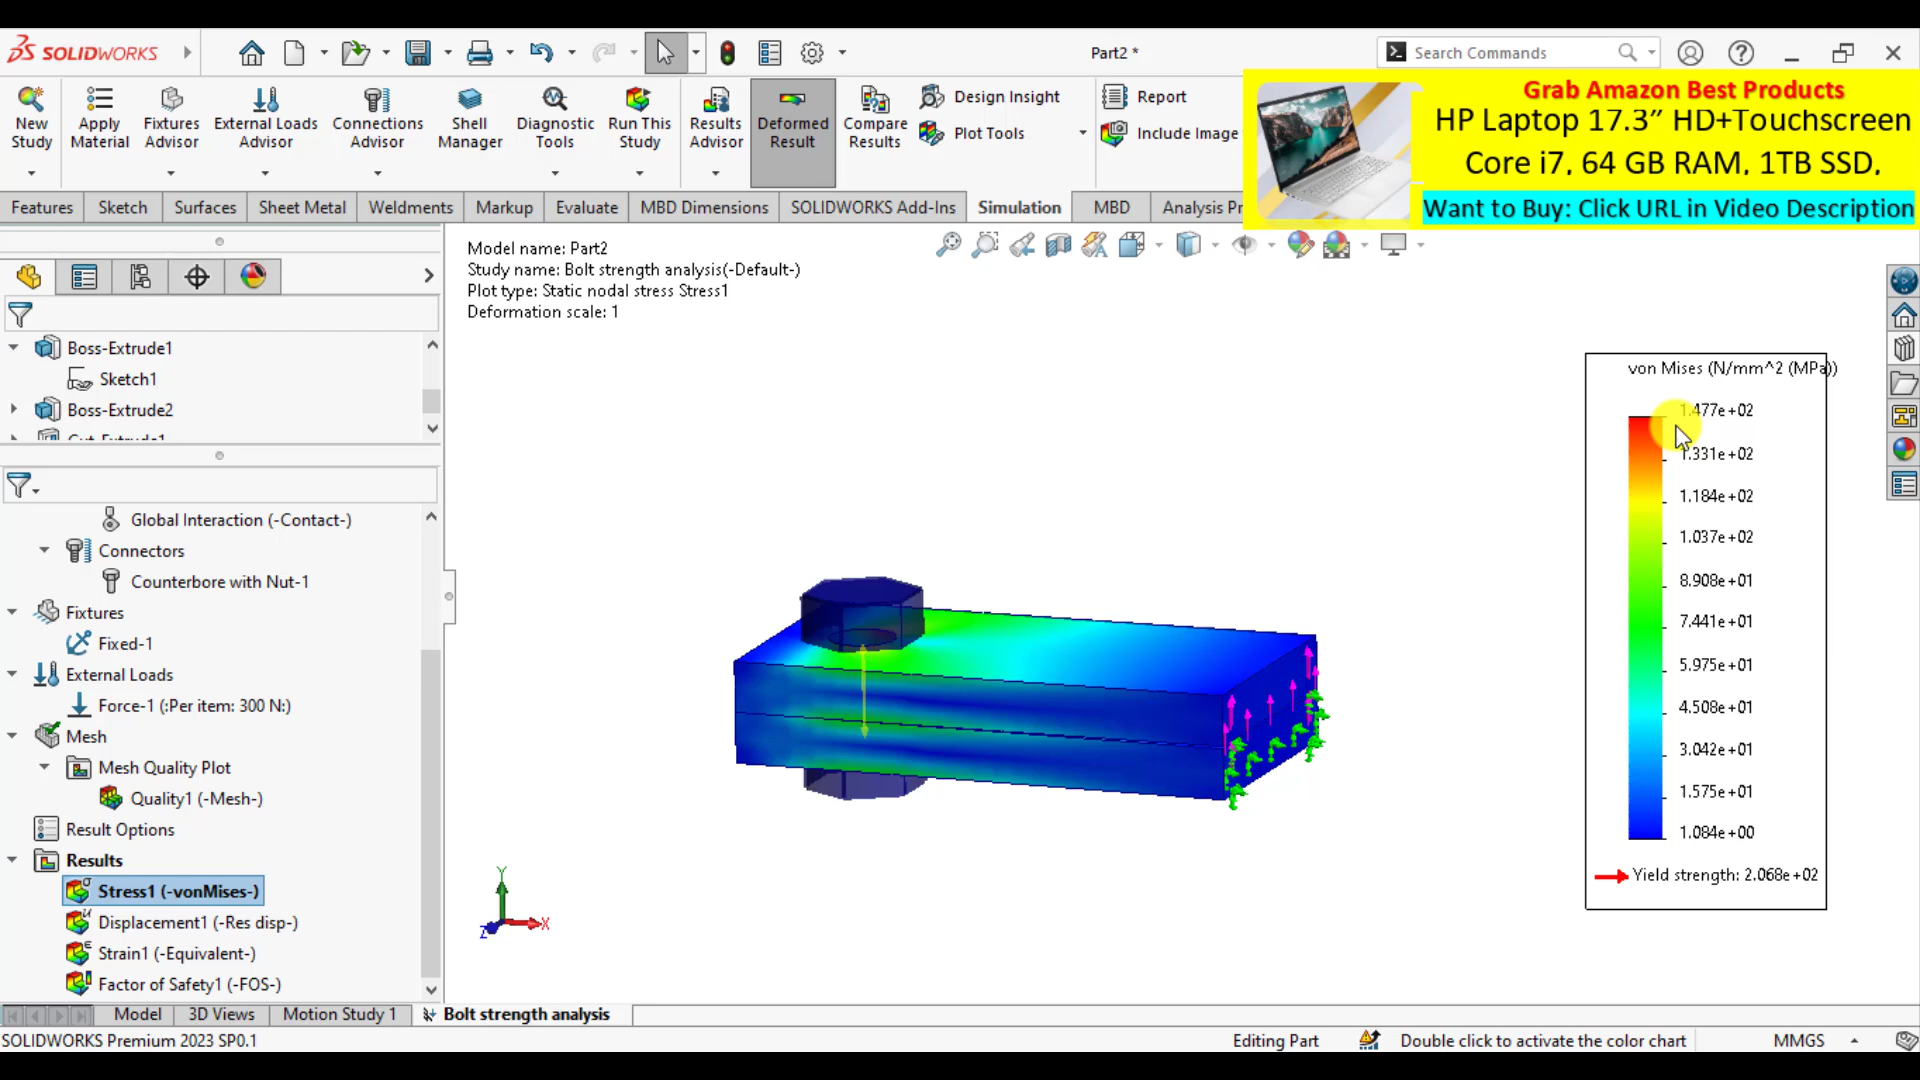 SOLIDWORKS
Part2 *
Search Commands
New Study
Apply Material
Fixtures Advisor
External Loads Advisor
Connections Advisor
Shell Manager
Diagnostic Tools
Run This Study
Results Advisor
Deformed Result
Compare Results
Design Insight
Plot Tools
Report
Include Image
Grab Amazon Best Products
HP Laptop 17.3” HD+Touchscreen
Core i7, 64 GB RAM, 1TB SSD,
Want to Buy: Click URL in Video Description
Features
Sketch
Surfaces
Sheet Metal
Weldments
Markup
Evaluate
MBD Dimensions
SOLIDWORKS Add-Ins
Simulation
MBD
Analysis Pr
Boss-Extrude1
Sketch1
Boss-Extrude2
Cut-Extrude1
Global Interaction (-Contact-)
Connectors
Counterbore with Nut-1
Fixtures
Fixed-1
External Loads
Force-1 (:Per item: 300 N:)
Mesh
Mesh Quality Plot
Quality1 (-Mesh-)
Result Options
Results
Stress1 (-vonMises-)
Displacement1 (-Res disp-)
Strain1 (-Equivalent-)
Factor of Safety1 (-FOS-)
Model name: Part2
Study name: Bolt strength analysis(-Default-)
Plot type: Static nodal stress Stress1
Deformation scale: 1
von Mises (N/mm^2 (MPa))
1.477e+02
1.331e+02
1.184e+02
1.037e+02
8.908e+01
7.441e+01
5.975e+01
4.508e+01
3.042e+01
1.575e+01
1.084e+00
Yield strength: 2.068e+02
Y
X
Z
Model
3D Views
Motion Study 1
Bolt strength analysis
SOLIDWORKS Premium 2023 SP0.1
Editing Part
Double click to activate the color chart
MMGS